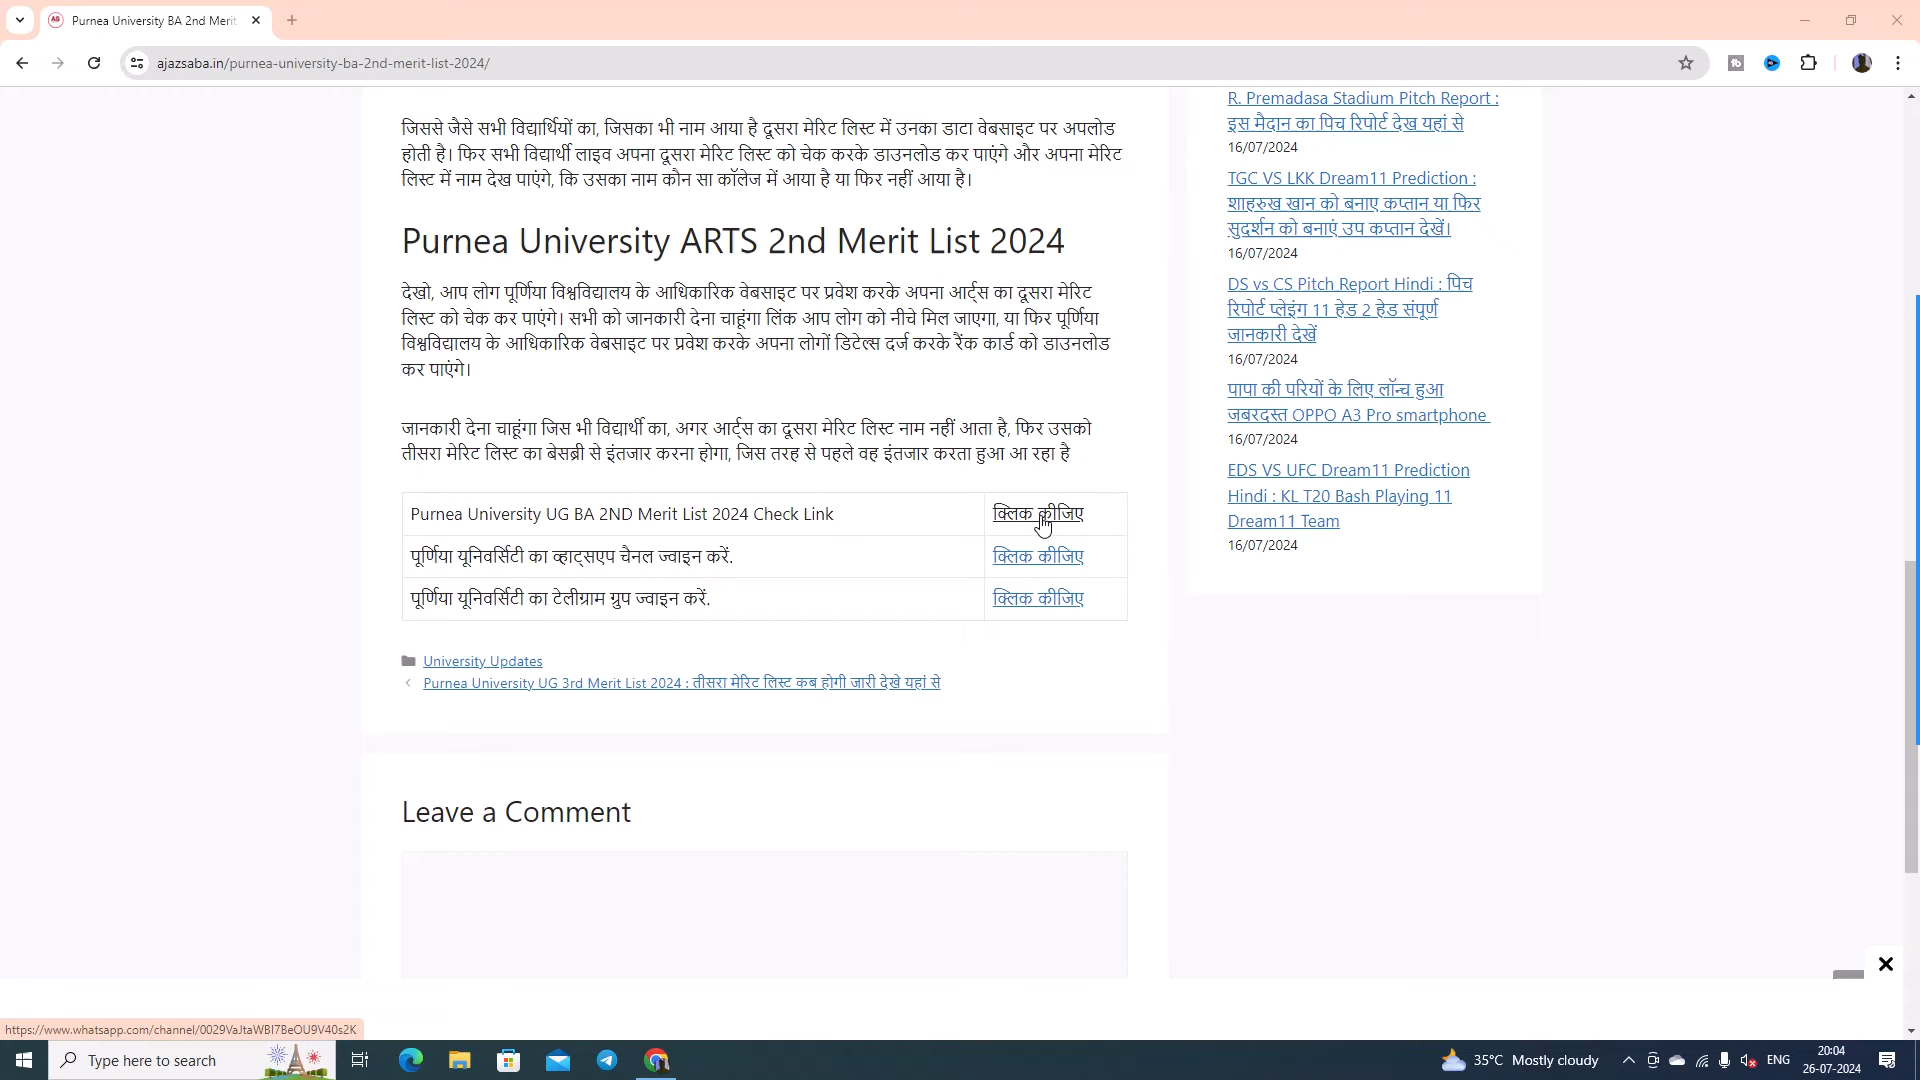 Purnea University BA 2nd Merit
ajazsaba.in/purnea-university-ba-2nd-merit-list-2024/
जिससे जैसे सभी विद्यार्थियों का, जिसका भी नाम आया है दूसरा मेरिट लिस्ट में उनका डाटा वेबसाइट पर अपलोड
होती है। फिर सभी विद्यार्थी लाइव अपना दूसरा मेरिट लिस्ट को चेक करके डाउनलोड कर पाएंगे और अपना मेरिट
लिस्ट में नाम देख पाएंगे, कि उसका नाम कौन सा कॉलेज में आया है या फिर नहीं आया है।
Purnea University ARTS 2nd Merit List 2024
देखो, आप लोग पूर्णिया विश्वविद्यालय के आधिकारिक वेबसाइट पर प्रवेश करके अपना आर्ट्स का दूसरा मेरिट
लिस्ट को चेक कर पाएंगे। सभी को जानकारी देना चाहूंगा लिंक आप लोग को नीचे मिल जाएगा, या फिर पूर्णिया
विश्वविद्यालय के आधिकारिक वेबसाइट पर प्रवेश करके अपना लोगों डिटेल्स दर्ज करके रैंक कार्ड को डाउनलोड
कर पाएंगे।
जानकारी देना चाहूंगा जिस भी विद्यार्थी का, अगर आर्ट्स का दूसरा मेरिट लिस्ट नाम नहीं आता है, फिर उसको
तीसरा मेरिट लिस्ट का बेसब्री से इंतजार करना होगा, जिस तरह से पहले वह इंतजार करता हुआ आ रहा है
Purnea University UG BA 2ND Merit List 2024 Check Link क्लिक कीजिए
पूर्णिया यूनिवर्सिटी का व्हाट्सएप चैनल ज्वाइन करें. क्लिक कीजिए
पूर्णिया यूनिवर्सिटी का टेलीग्राम ग्रुप ज्वाइन करें. क्लिक कीजिए
University Updates
Purnea University UG 3rd Merit List 2024 : तीसरा मेरिट लिस्ट कब होगी जारी देखे यहां से
Leave a Comment
R. Premadasa Stadium Pitch Report :
इस मैदान का पिच रिपोर्ट देख यहां से
16/07/2024
TGC VS LKK Dream11 Prediction :
शाहरुख खान को बनाए कप्तान या फिर
सुदर्शन को बनाएं उप कप्तान देखें।
16/07/2024
DS vs CS Pitch Report Hindi : पिच
रिपोर्ट प्लेइंग 11 हेड 2 हेड संपूर्ण
जानकारी देखें
16/07/2024
पापा की परियों के लिए लॉन्च हुआ
जबरदस्त OPPO A3 Pro smartphone
16/07/2024
EDS VS UFC Dream11 Prediction
Hindi : KL T20 Bash Playing 11
Dream11 Team
16/07/2024
https://www.whatsapp.com/channel/0029VaJtaWBI7BeOU9V40s2K
Type here to search
35°C Mostly cloudy
ENG
20:04
26-07-2024